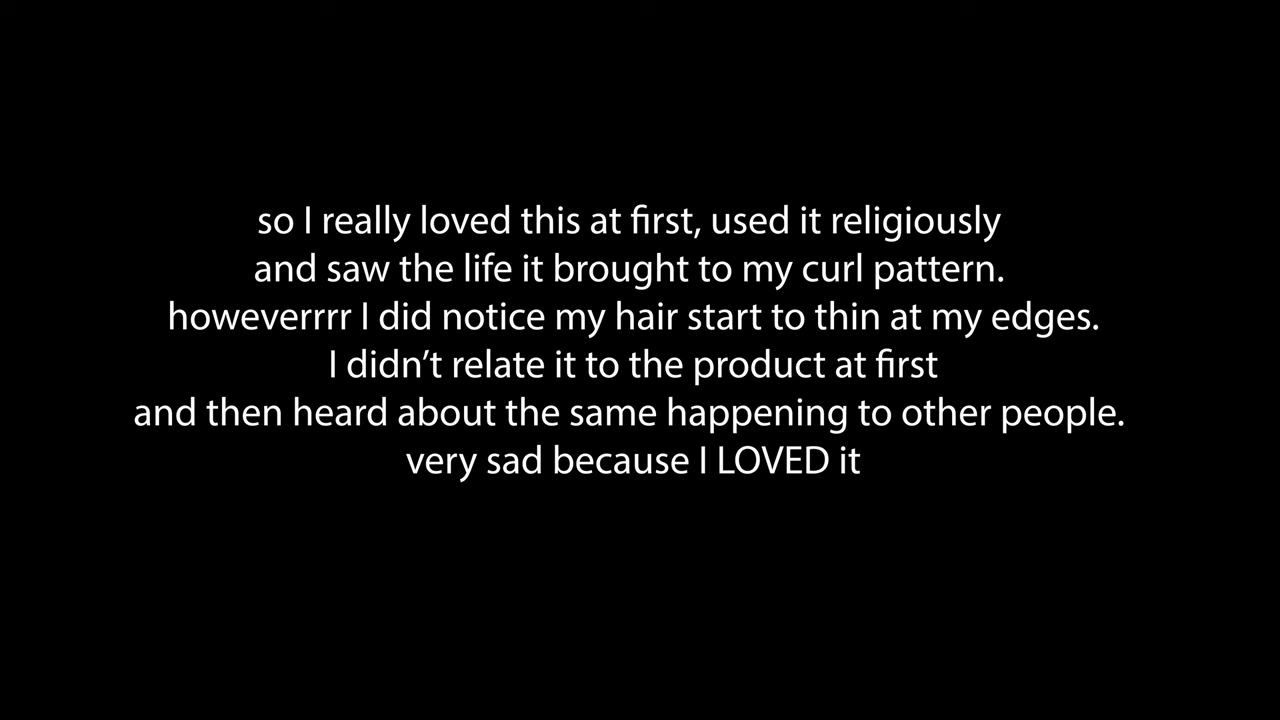 so I really loved this at first, used it religiously
and saw the life it brought to my curl pattern.
howeverrrr I did notice my hair start to thin at my edges.
I didn’t relate it to the product at first
and then heard about the same happening to other people.
very sad because I LOVED it